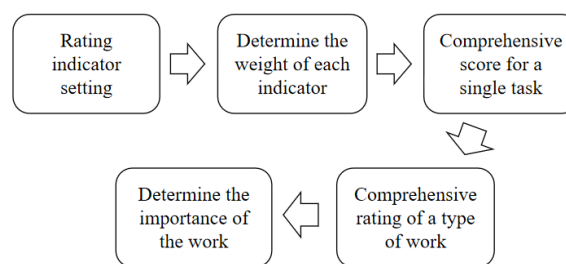 Rating
indicator
setting
Determine the
weight of each
indicator
Comprehensive
score for a
single task
Comprehensive
rating of a type
of work
Determine the
importance of
the work